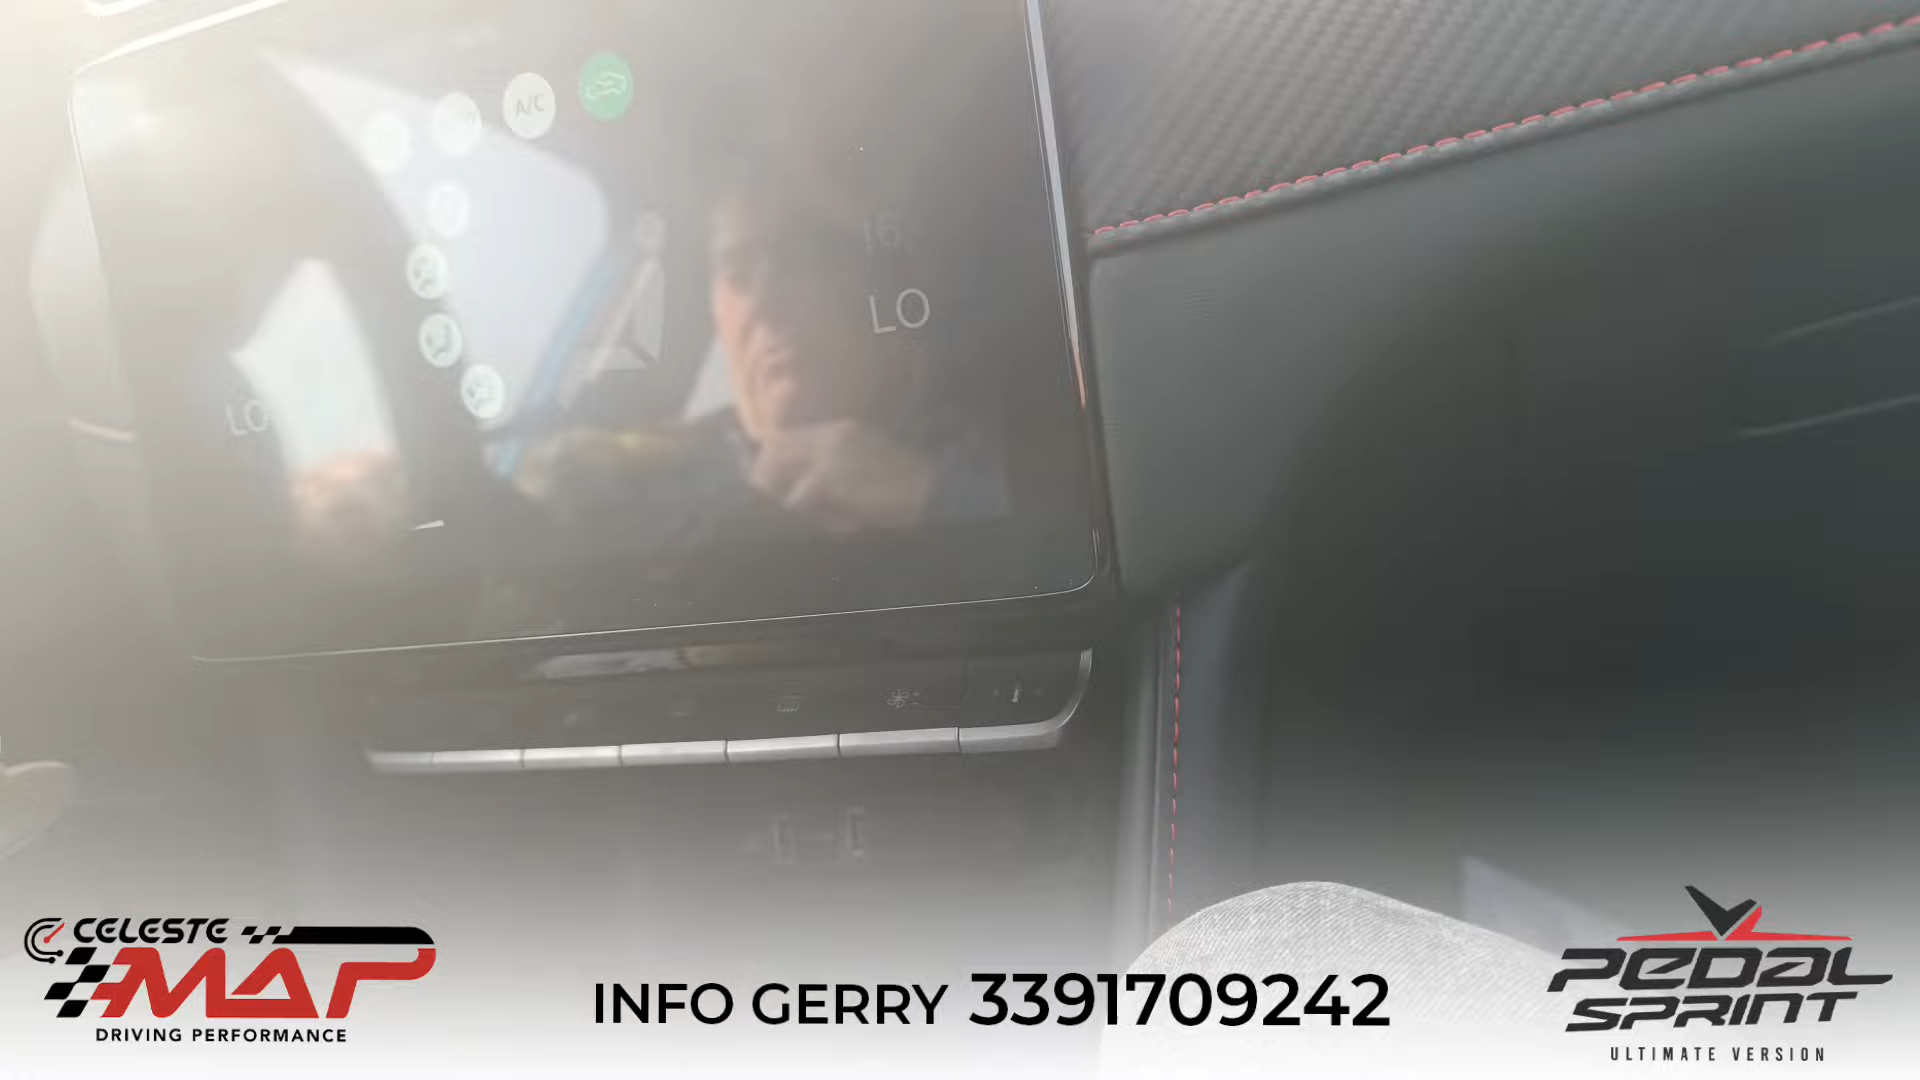 A/C
LO
LO
CELESTE
MAP
DRIVING PERFORMANCE
INFO GERRY 3391709242
PEDAL
SPRINT
ULTIMATE VERSION